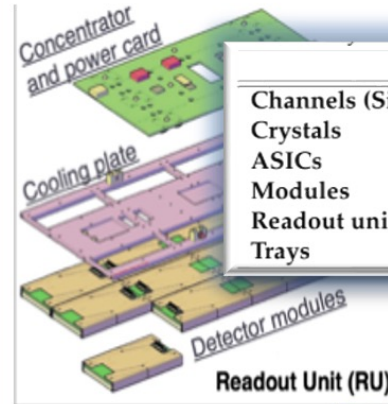 Concentrator
and power card
Channels (Si
Crystals
ASICs
Modules
Readout uni
Trays
Cooling plate
Detector modules
Readout Unit (RU)